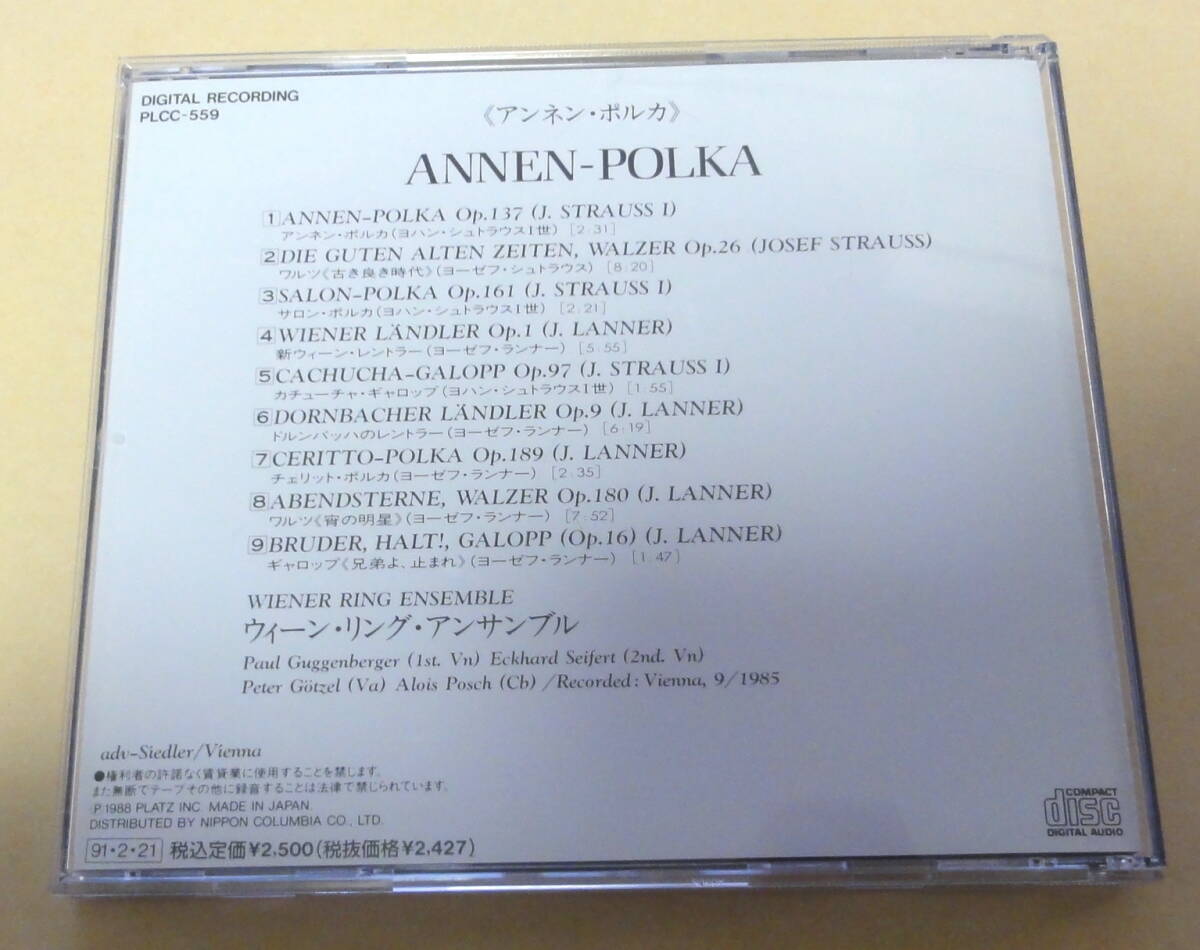 DIGITAL RECORDING
PLCC-559
《アンネン・ポルカ》
ANNEN-POLKA
1 ANNEN-POLKA Op.137 (J. STRAUSS I)
アンネン・ポルカ(ヨハン・シュトラウスI世) [2:31]
2 DIE GUTEN ALTEN ZEITEN, WALZER Op.26 (JOSEF STRAUSS)
ワルツ《古き良き時代》(ヨーゼフ・シュトラウス) [8:20]
3 SALON-POLKA Op.161 (J. STRAUSS I)
サロン・ポルカ(ヨハン・シュトラウスI世) [2:21]
4 WIENER LÄNDLER Op.1 (J. LANNER)
新ウィーン・レントラー(ヨーゼフ・ランナー) [5:55]
5 CACHUCHA-GALOPP Op.97 (J. STRAUSS I)
カチューチャ・ギャロップ(ヨハン・シュトラウスI世) [1:55]
6 DORNBACHER LÄNDLER Op.9 (J. LANNER)
ドルンバッハのレントラー(ヨーゼフ・ランナー) [6:19]
7 CERITTO-POLKA Op.189 (J. LANNER)
チェリット・ポルカ(ヨーゼフ・ランナー) [2:35]
8 ABENDSTERNE, WALZER Op.180 (J. LANNER)
ワルツ《宵の明星》(ヨーゼフ・ランナー) [7:52]
9 BRUDER, HALT!, GALOPP (Op.16) (J. LANNER)
ギャロップ《兄弟よ、止まれ》(ヨーゼフ・ランナー) [1:47]
WIENER RING ENSEMBLE
ウィーン・リング・アンサンブル
Paul Guggenberger (1st. Vn) Eckhard Seifert (2nd. Vn)
Peter Götzel (Va) Alois Posch (Cb) /Recorded: Vienna, 9/1985
adv-Siedler/Vienna
●権利者の許諾なく賃貸業に使用することを禁じます。
また無断でテープその他に録音することは法律で禁じられています。
℗1988 PLATZ INC. MADE IN JAPAN.
DISTRIBUTED BY NIPPON COLUMBIA CO., LTD.
91・2・21 税込定価¥2,500(税抜価格¥2,427)
COMPACT
disc
DIGITAL AUDIO